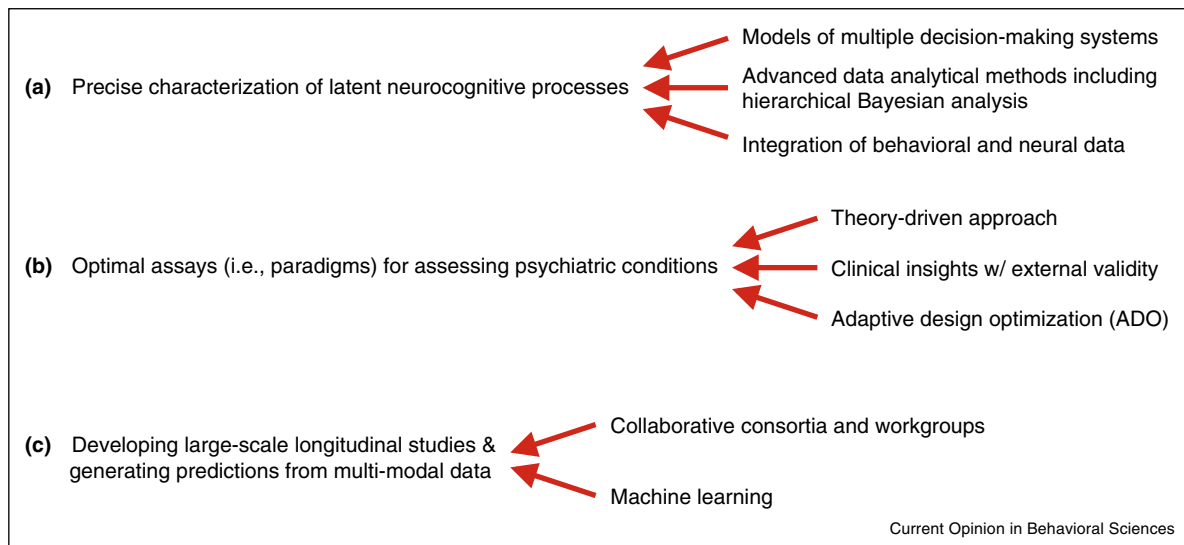 Models of multiple decision-making systems
(a) Precise characterization of latent neurocognitive processes
Advanced data analytical methods including
hierarchical Bayesian analysis
Integration of behavioral and neural data
Theory-driven approach
(b) Optimal assays (i.e., paradigms) for assessing psychiatric conditions
Clinical insights w/ external validity
Adaptive design optimization (ADO)
Collaborative consortia and workgroups
(c) Developing large-scale longitudinal studies &
generating predictions from multi-modal data
Machine learning
Current Opinion in Behavioral Sciences